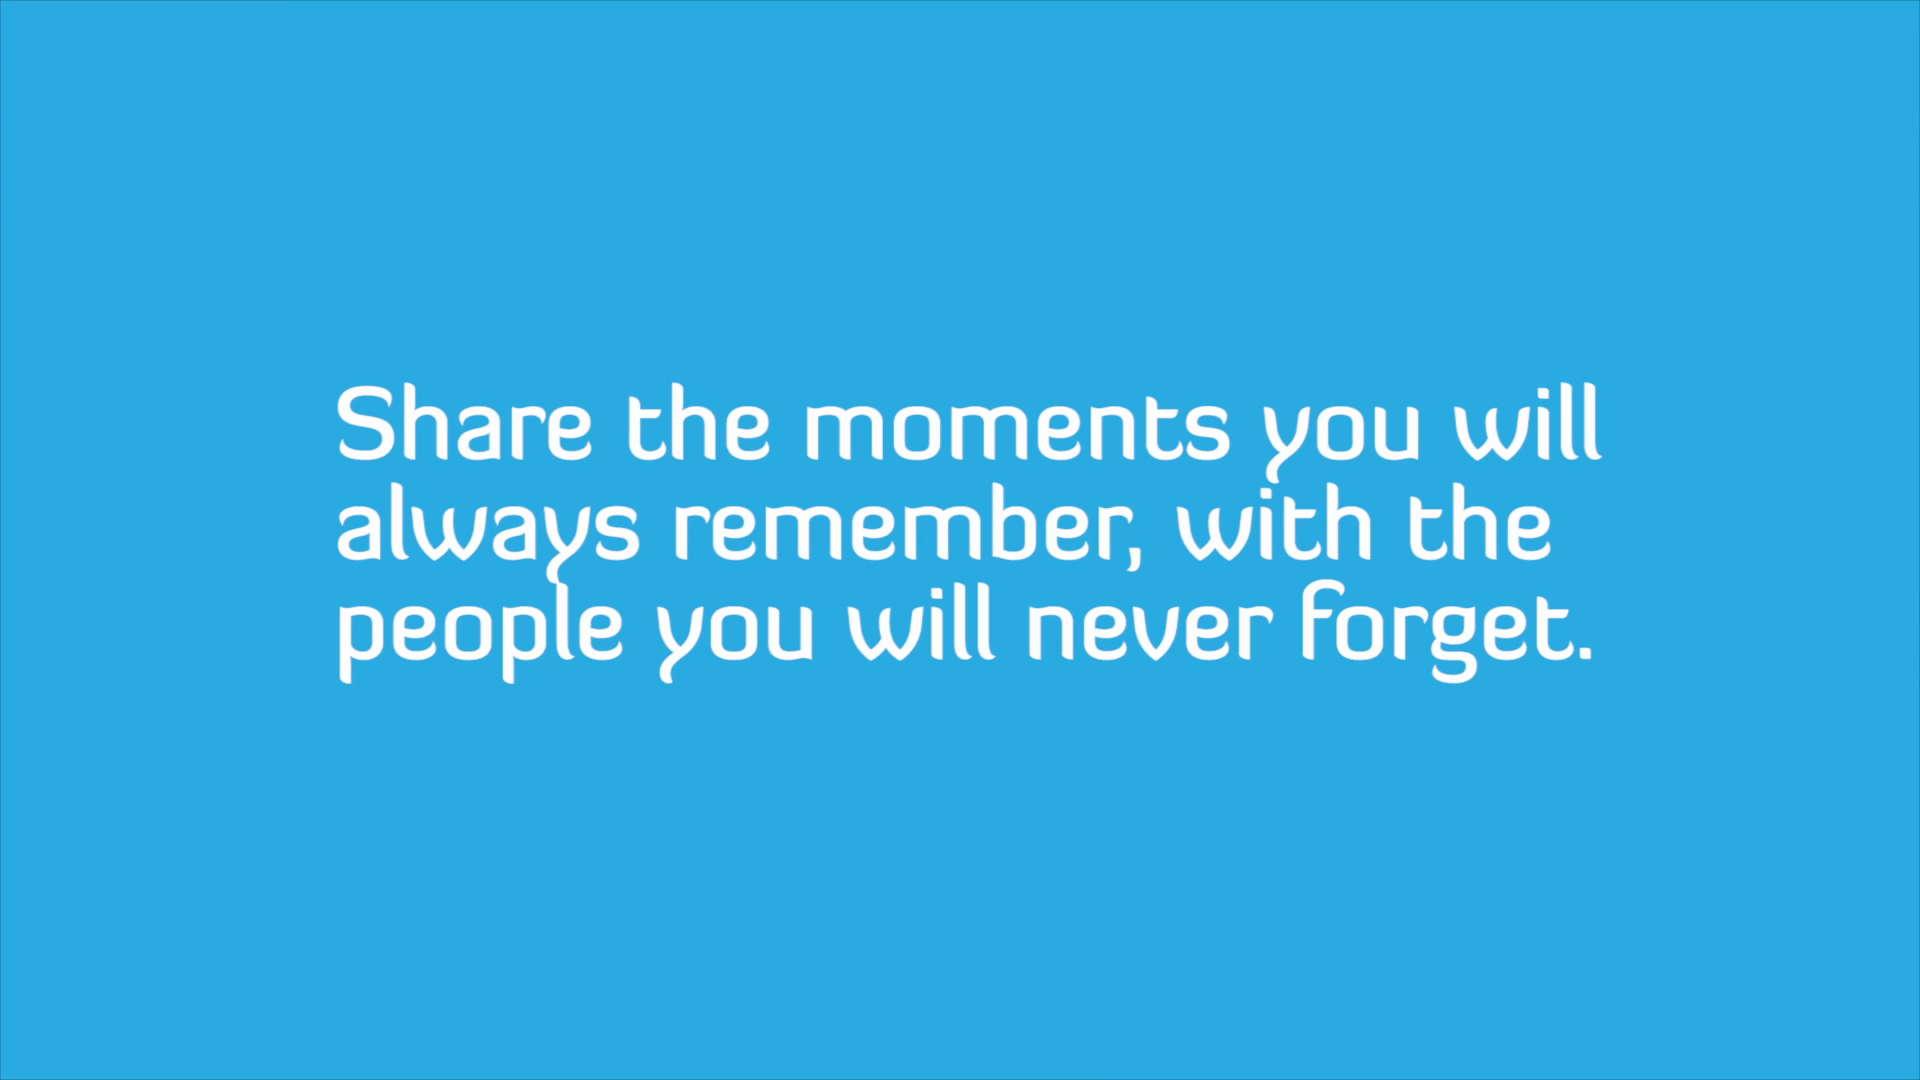 Share the moments you will
always remember, with the
people you will never forget.